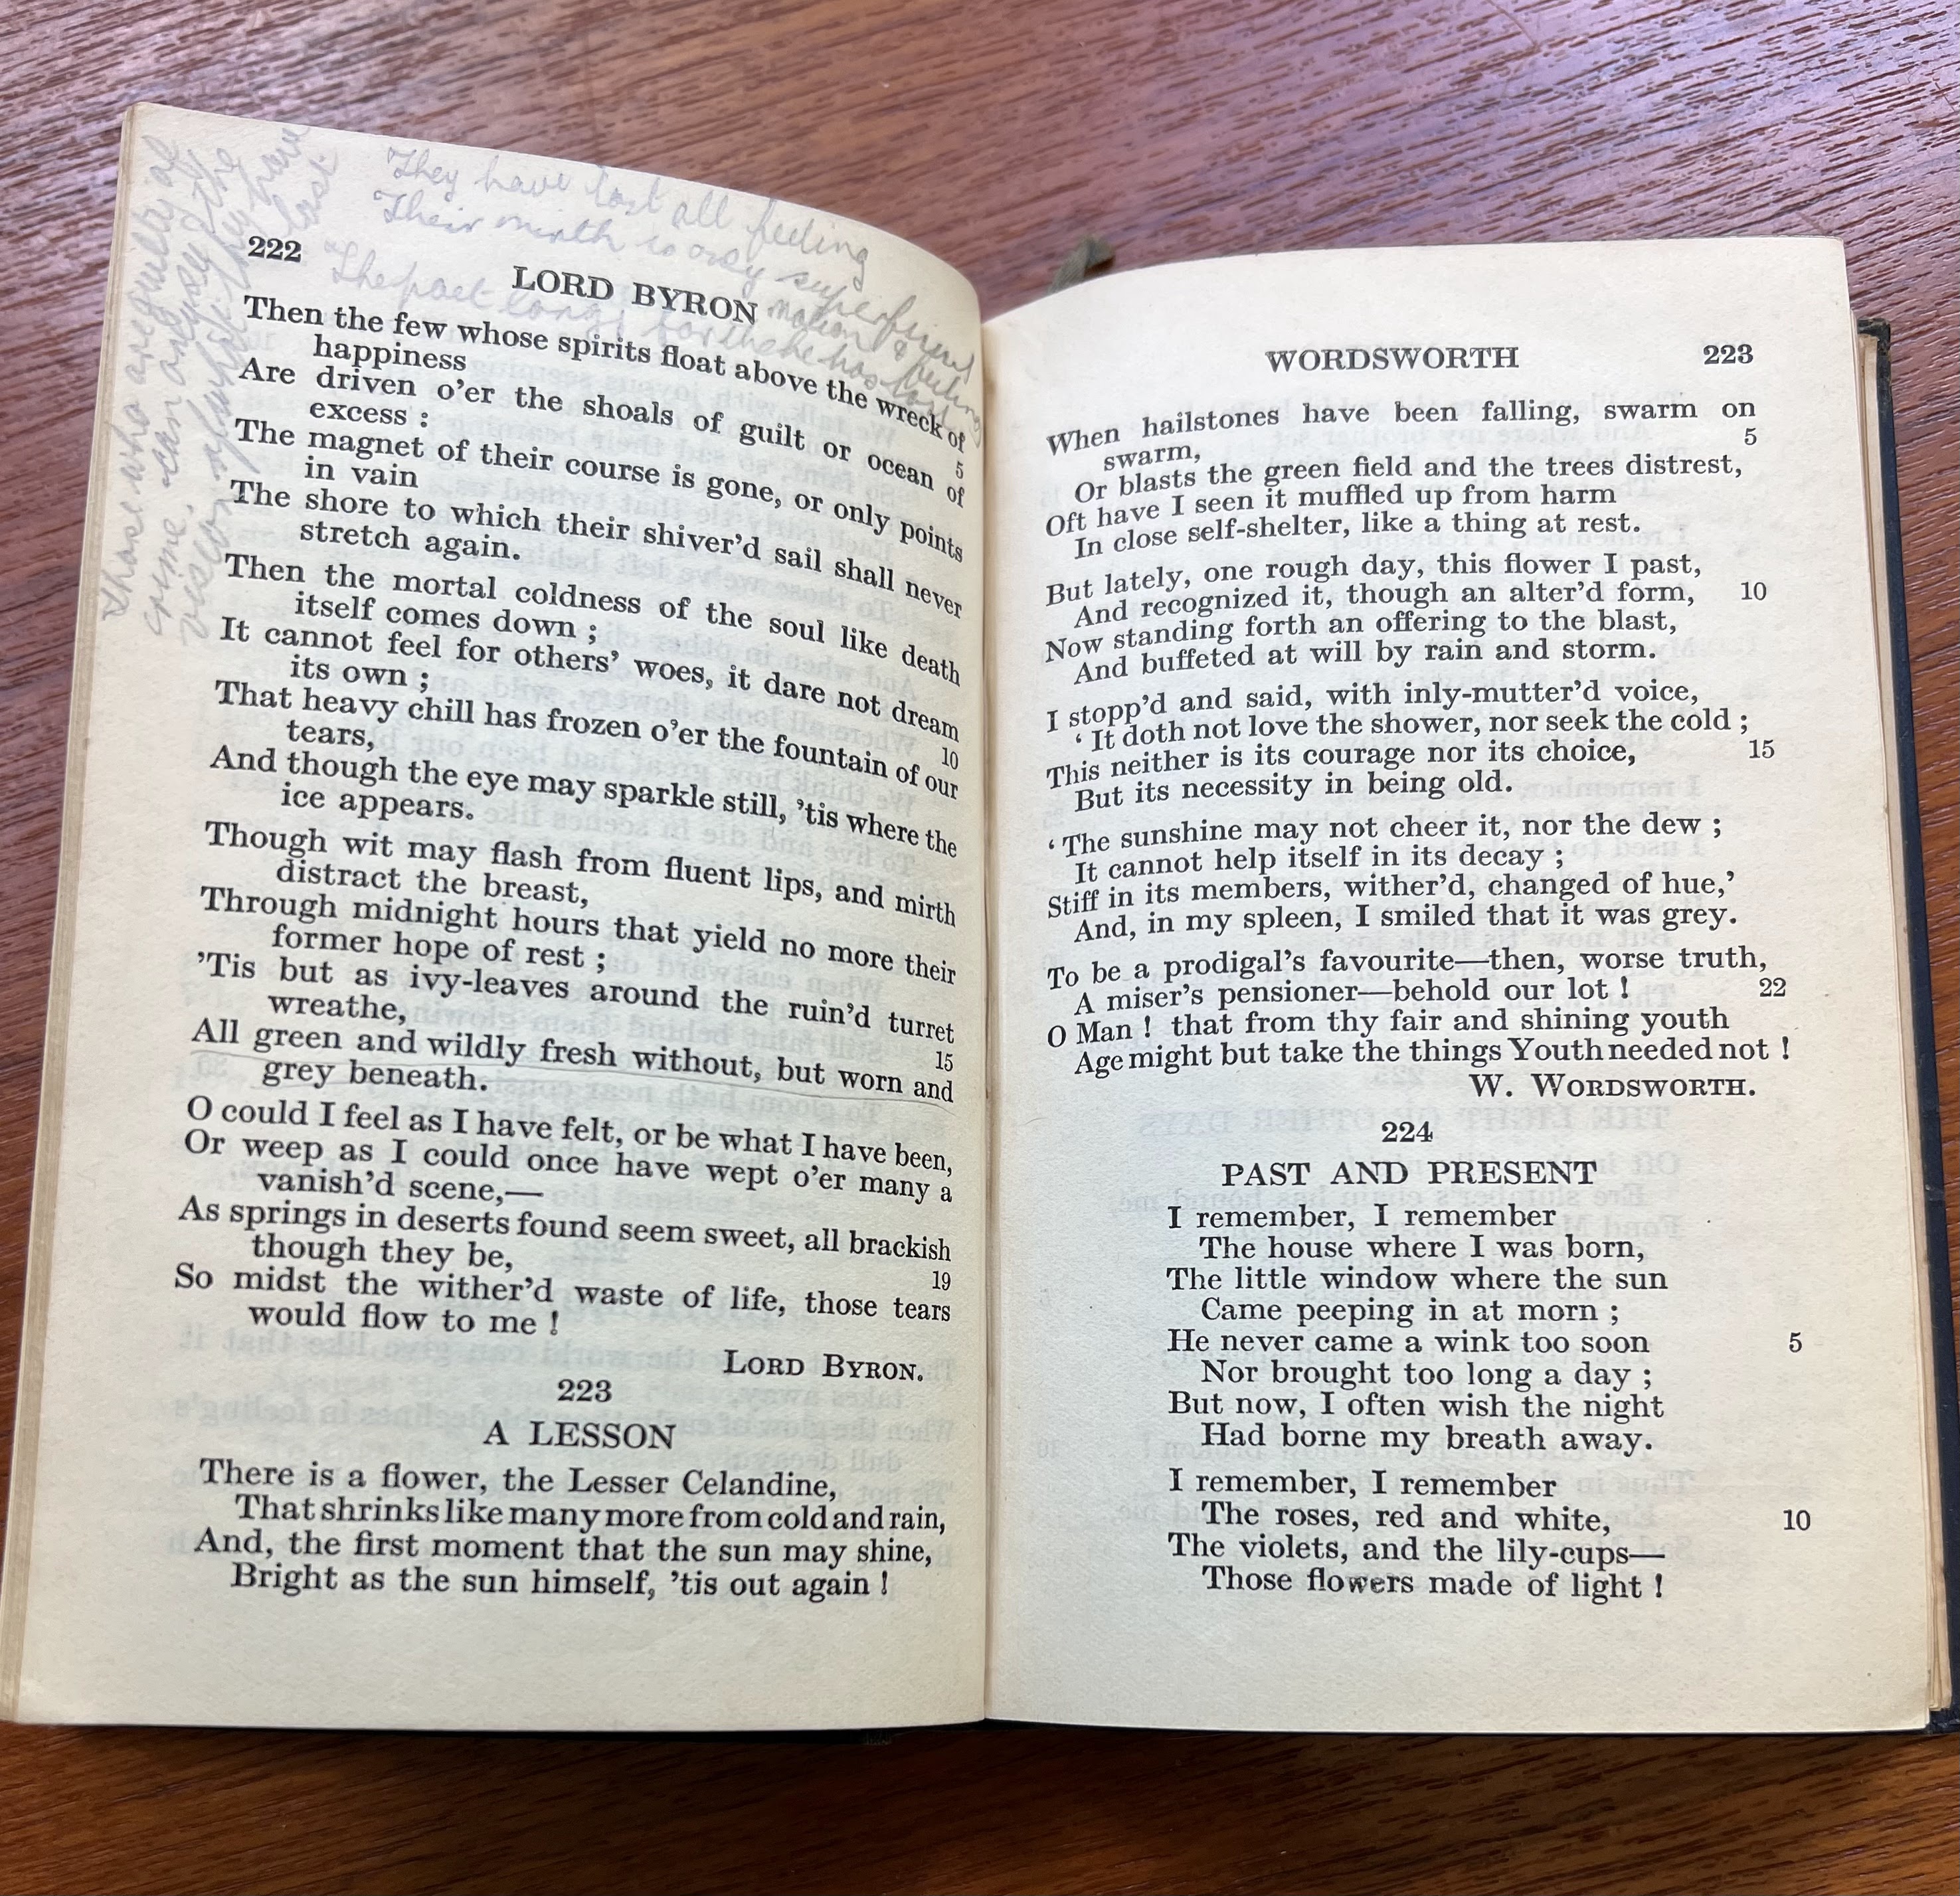 They have lost all feeling
Their mirth is only superficial
The poet longs for the
motion & feeling
he has lost
Those who are guilty of
crime. can
they have
lost
222
LORD BYRON
Then the few whose spirits float above the wreck of
happiness
Are driven o’er the shoals of guilt or ocean of
excess : 5
The magnet of their course is gone, or only points
in vain
The shore to which their shiver’d sail shall never
stretch again.
Then the mortal coldness of the soul like death
itself comes down ;
It cannot feel for others’ woes, it dare not dream
its own ;
That heavy chill has frozen o’er the fountain of our
tears, 10
And though the eye may sparkle still, ’tis where the
ice appears.
Though wit may flash from fluent lips, and mirth
distract the breast,
Through midnight hours that yield no more their
former hope of rest ;
’Tis but as ivy-leaves around the ruin’d turret
wreathe,
All green and wildly fresh without, but worn and 15
grey beneath.
O could I feel as I have felt, or be what I have been,
Or weep as I could once have wept o’er many a
vanish’d scene,—
As springs in deserts found seem sweet, all brackish
though they be, 19
So midst the wither’d waste of life, those tears
would flow to me !
LORD BYRON.
223
A LESSON
There is a flower, the Lesser Celandine,
That shrinks like many more from cold and rain,
And, the first moment that the sun may shine,
Bright as the sun himself, ’tis out again !
WORDSWORTH 223
When hailstones have been falling, swarm on
swarm, 5
Or blasts the green field and the trees distrest,
Oft have I seen it muffled up from harm
In close self-shelter, like a thing at rest.
But lately, one rough day, this flower I past,
And recognized it, though an alter’d form, 10
Now standing forth an offering to the blast,
And buffeted at will by rain and storm.
I stopp’d and said, with inly-mutter’d voice,
‘ It doth not love the shower, nor seek the cold ;
This neither is its courage nor its choice, 15
But its necessity in being old.
‘ The sunshine may not cheer it, nor the dew ;
It cannot help itself in its decay ;
Stiff in its members, wither’d, changed of hue,’
And, in my spleen, I smiled that it was grey.
To be a prodigal’s favourite—then, worse truth,
A miser’s pensioner—behold our lot ! 22
O Man ! that from thy fair and shining youth
Age might but take the things Youth needed not !
W. WORDSWORTH.
224
PAST AND PRESENT
I remember, I remember
The house where I was born,
The little window where the sun
Came peeping in at morn ;
He never came a wink too soon 5
Nor brought too long a day ;
But now, I often wish the night
Had borne my breath away.
I remember, I remember
The roses, red and white, 10
The violets, and the lily-cups—
Those flowers made of light !